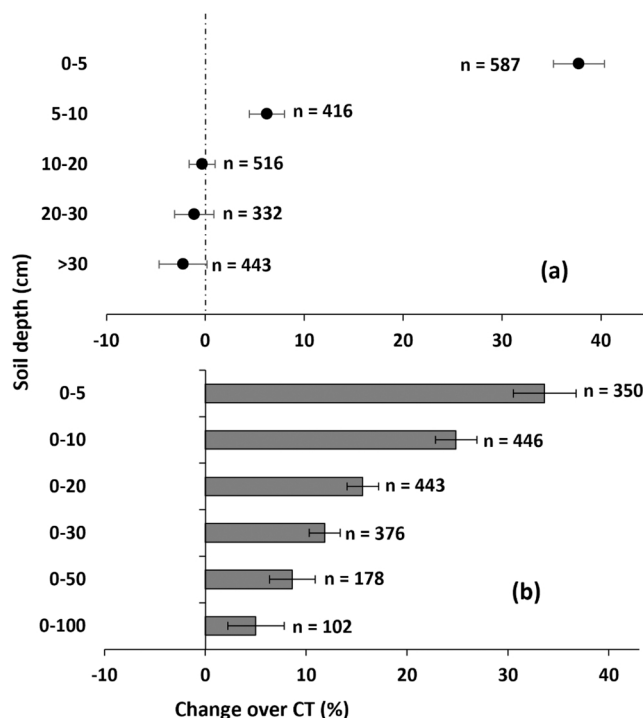 0-5
n = 587
5-10
n = 416
10-20
n = 516
20-30
n = 332
>30
n = 443
(a)
-10 0 10 20 30 40
Soil depth (cm)
0-5
n = 350
0-10
n = 446
0-20
n = 443
0-30
n = 376
0-50
n = 178
(b)
0-100
n = 102
-10 0 10 20 30 40
Change over CT (%)